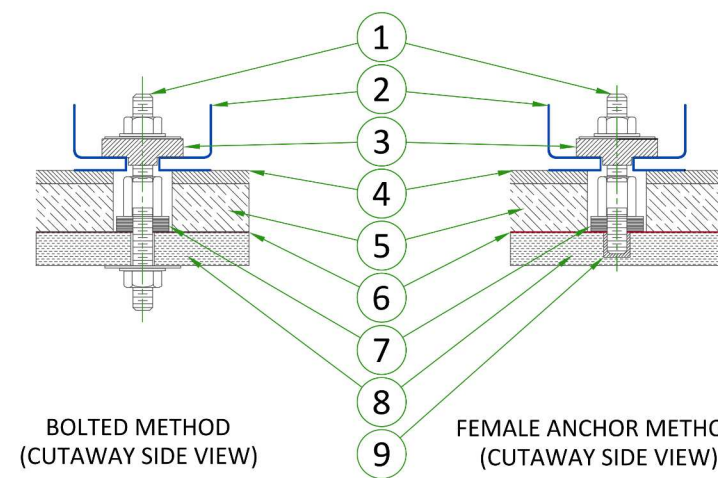 1
2
3
4
5
6
7
8
9
BOLTED METHOD
(CUTAWAY SIDE VIEW)
FEMALE ANCHOR METHO
(CUTAWAY SIDE VIEW)